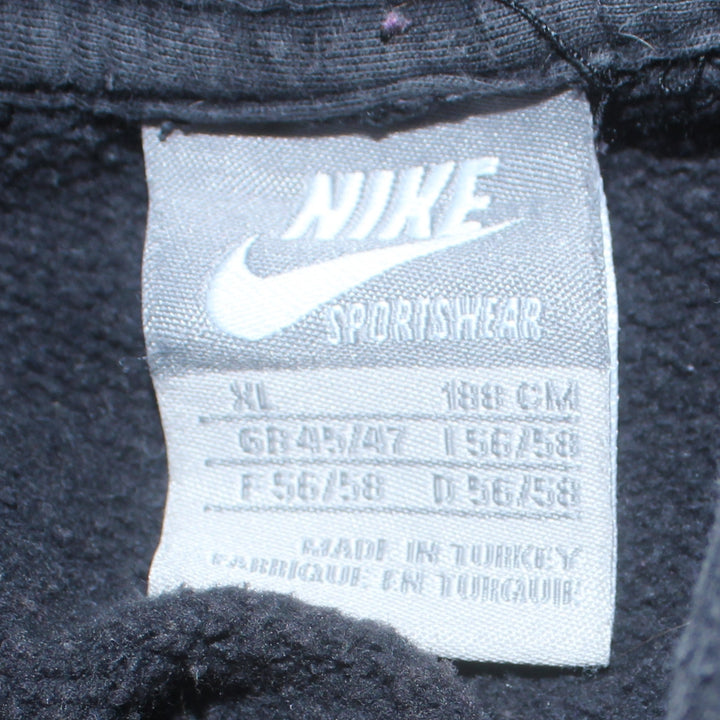 NIKE
SPORTSWEAR
XL 188 CM
GB 45/47 I 56/58
F 56/58 D 56/58
MADE IN TURKEY
FABRIQUE EN TURQUIE